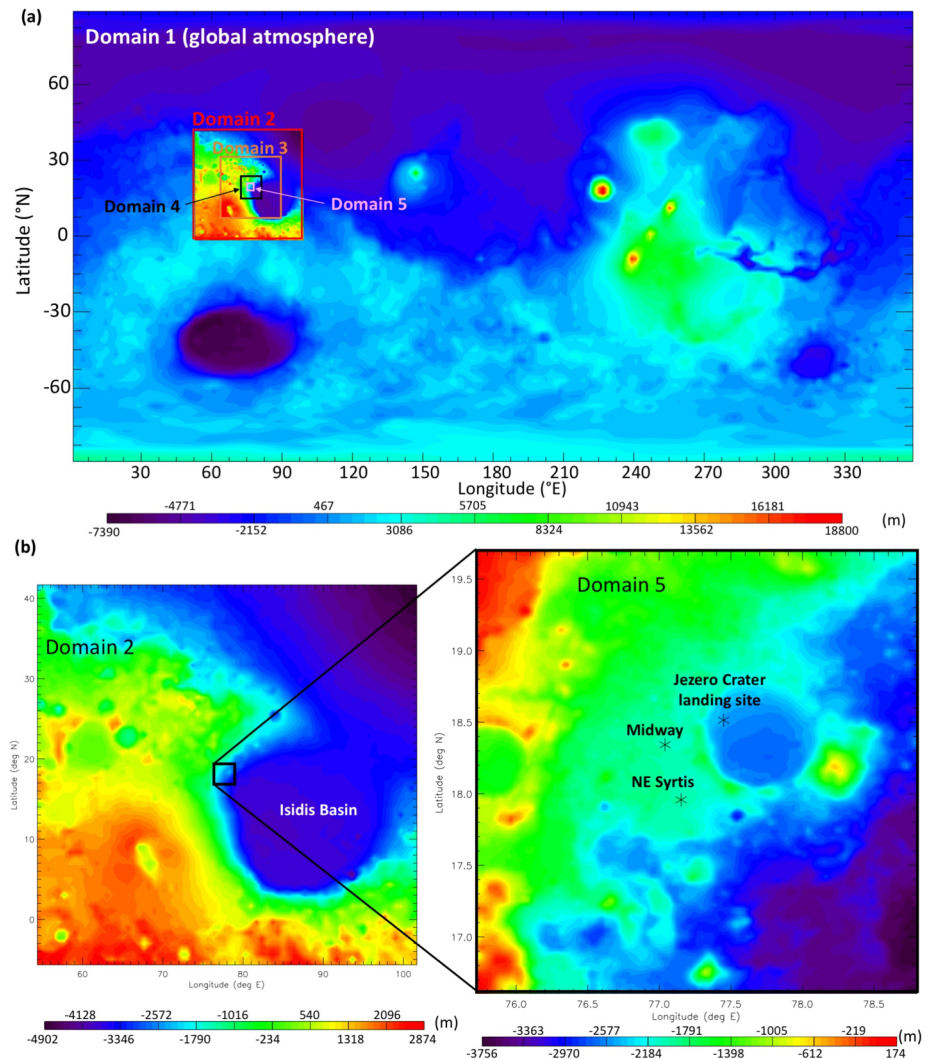 (a)
Domain 1 (global atmosphere)
Domain 2
Domain 3
Domain 4
Domain 5
Latitude (°N)
60
30
0
-30
-60
30 60 90 120 150 180 210 240 270 300 330
Longitude (°E)
-4771 467 5705 10943 16181
-7390 -2152 3086 8324 13562 18800 (m)
(b)
Domain 2
Isidis Basin
Latitude (deg N)
40
30
20
10
0
60 70 80 90 100
Longitude (deg E)
-4128 -2572 -1016 540 2096
-4902 -3346 -1790 -234 1318 2874 (m)
Domain 5
Jezero Crater
landing site
Midway
NE Syrtis
Latitude (deg N)
19.5
19.0
18.5
18.0
17.5
17.0
76.0 76.5 77.0 77.5 78.0 78.5
Longitude (deg E)
-3363 -2577 -1791 -1005 -219
-3756 -2970 -2184 -1398 -612 174 (m)